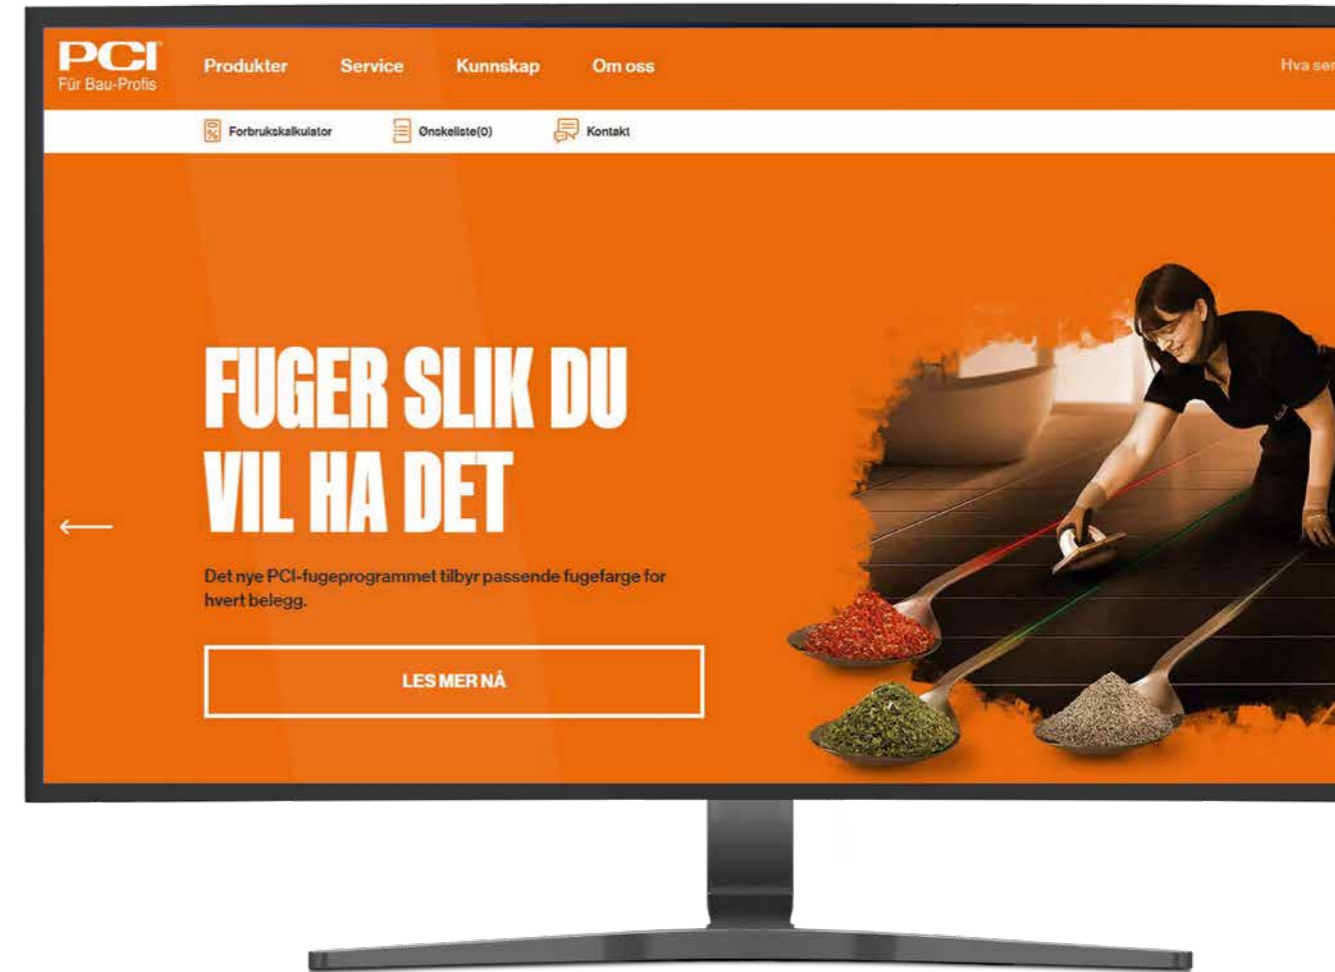 PCI
Für Bau-Profis
Produkter
Service
Kunnskap
Om oss
Hva
Forbrukskalkulator
Ønskeliste(0)
Kontakt
FUGER SLIK DU
VIL HA DET
Det nye PCI-fugeprogrammet tilbyr passende fugefarge for
hvert belegg.
LES MER NÅ